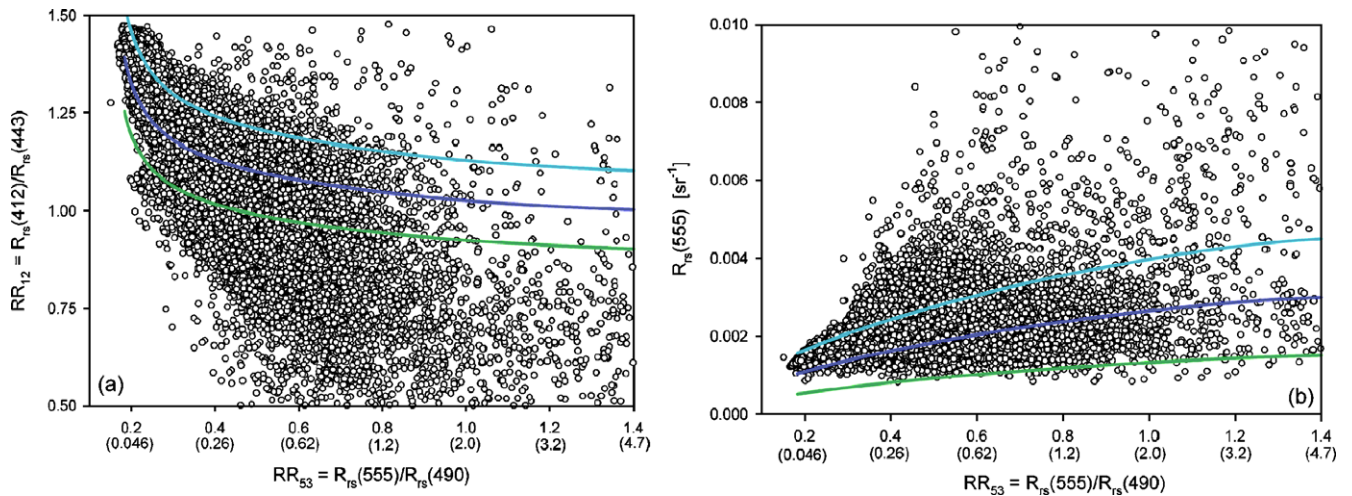 1.50
1.25
1.00
0.75
0.50
RR12 = Rrs(412)/Rrs(443)
(a)
0.2 0.4 0.6 0.8 1.0 1.2 1.4
(0.046) (0.26) (0.62) (1.2) (2.0) (3.2) (4.7)
RR53 = Rrs(555)/Rrs(490)
0.010
0.008
0.006
0.004
0.002
0.000
Rrs(555) [sr-1]
(b)
0.2 0.4 0.6 0.8 1.0 1.2 1.4
(0.046) (0.26) (0.62) (1.2) (2.0) (3.2) (4.7)
RR53 = Rrs(555)/Rrs(490)